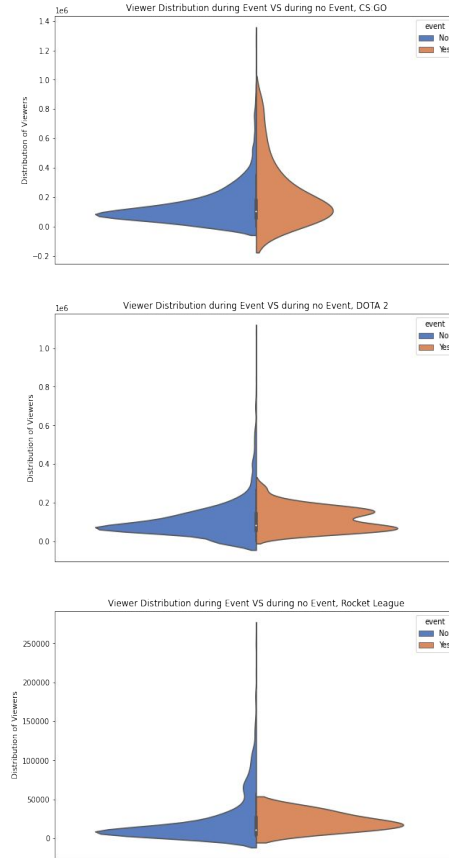 Viewer Distribution during Event VS during no Event, CS GO
1e6
event
No
Yes
1.4
1.2
1.0
0.8
0.6
0.4
0.2
0.0
−0.2
Distribution of Viewers
Viewer Distribution during Event VS during no Event, DOTA 2
1e6
event
No
Yes
1.0
0.8
0.6
0.4
0.2
0.0
Distribution of Viewers
Viewer Distribution during Event VS during no Event, Rocket League
event
No
Yes
250000
200000
150000
100000
50000
0
Distribution of Viewers